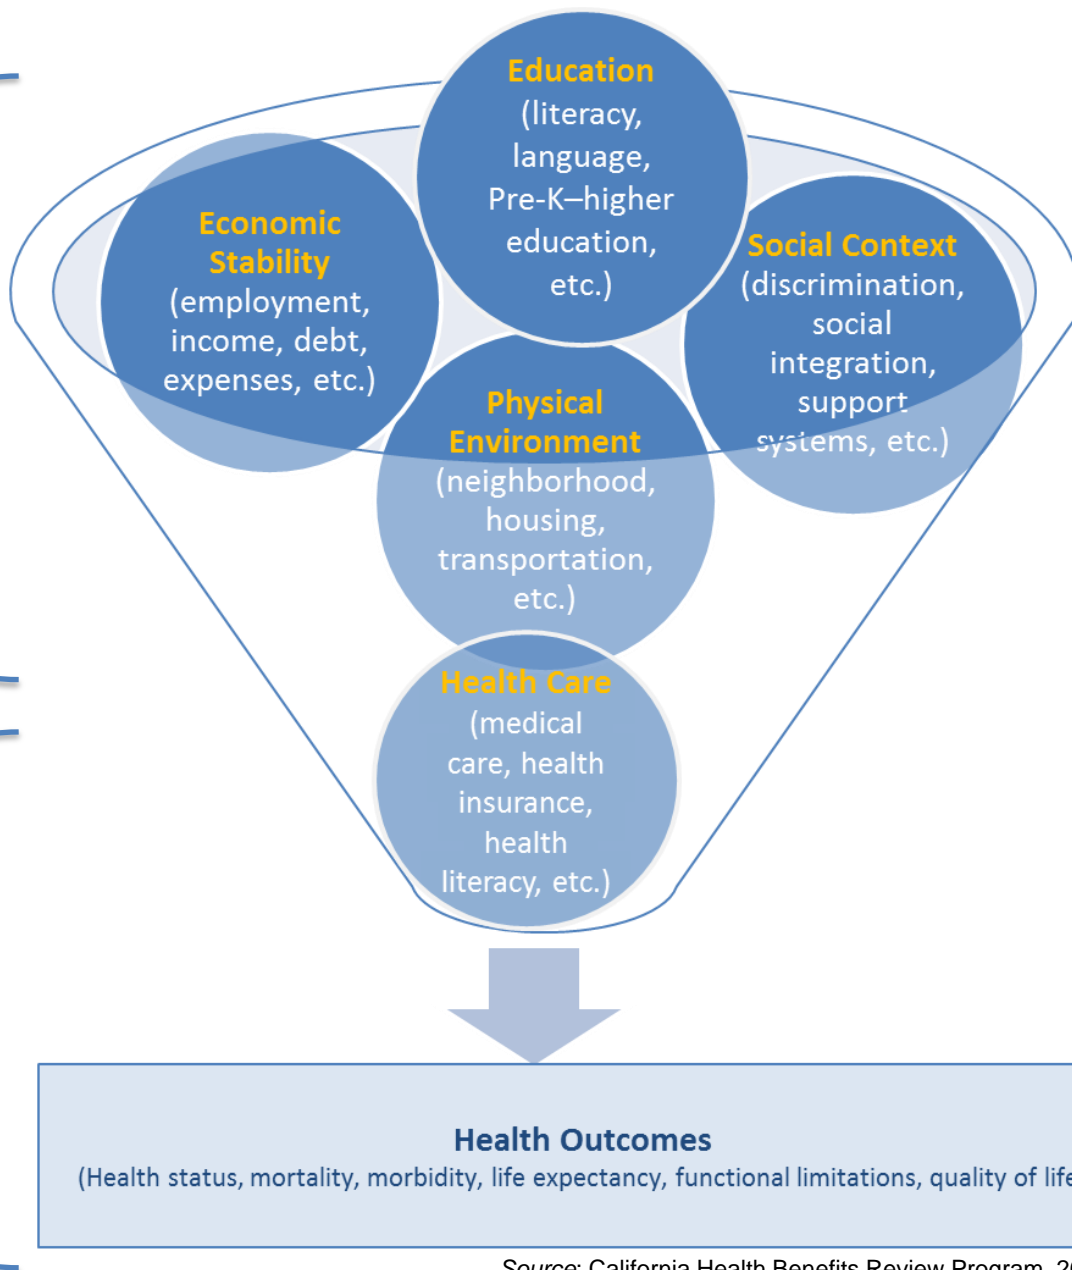 Education
(literacy,
language,
Pre-K–higher
education,
etc.)
Economic
Stability
(employment,
income, debt,
expenses, etc.)
Social Context
(discrimination,
social
integration,
support
systems, etc.)
Physical
Environment
(neighborhood,
housing,
transportation,
etc.)
Health Care
(medical
care, health
insurance,
health
literacy, etc.)
Health Outcomes
(Health status, mortality, morbidity, life expectancy, functional limitations, quality of life
Source: California Health Benefits Review Program,